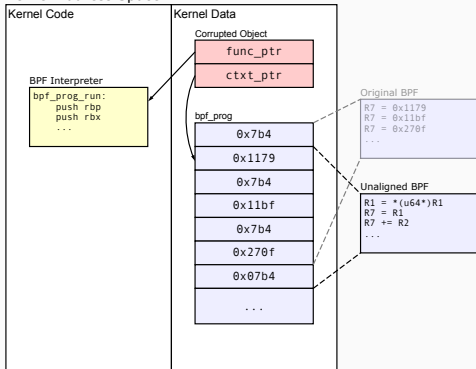 Kernel Code
Kernel Data
Corrupted Object
func_ptr
ctxt_ptr
BPF Interpreter
bpf_prog_run:
push rbp
push rbx
...
bpf_prog
0x7b4
0x1179
0x7b4
0x11bf
0x7b4
0x270f
0x07b4
...
Original BPF
R7 = 0x1179
R7 = 0x11bf
R7 = 0x270f
...
Unaligned BPF
R1 = *(u64*)R1
R7 = R1
R7 += R2
...